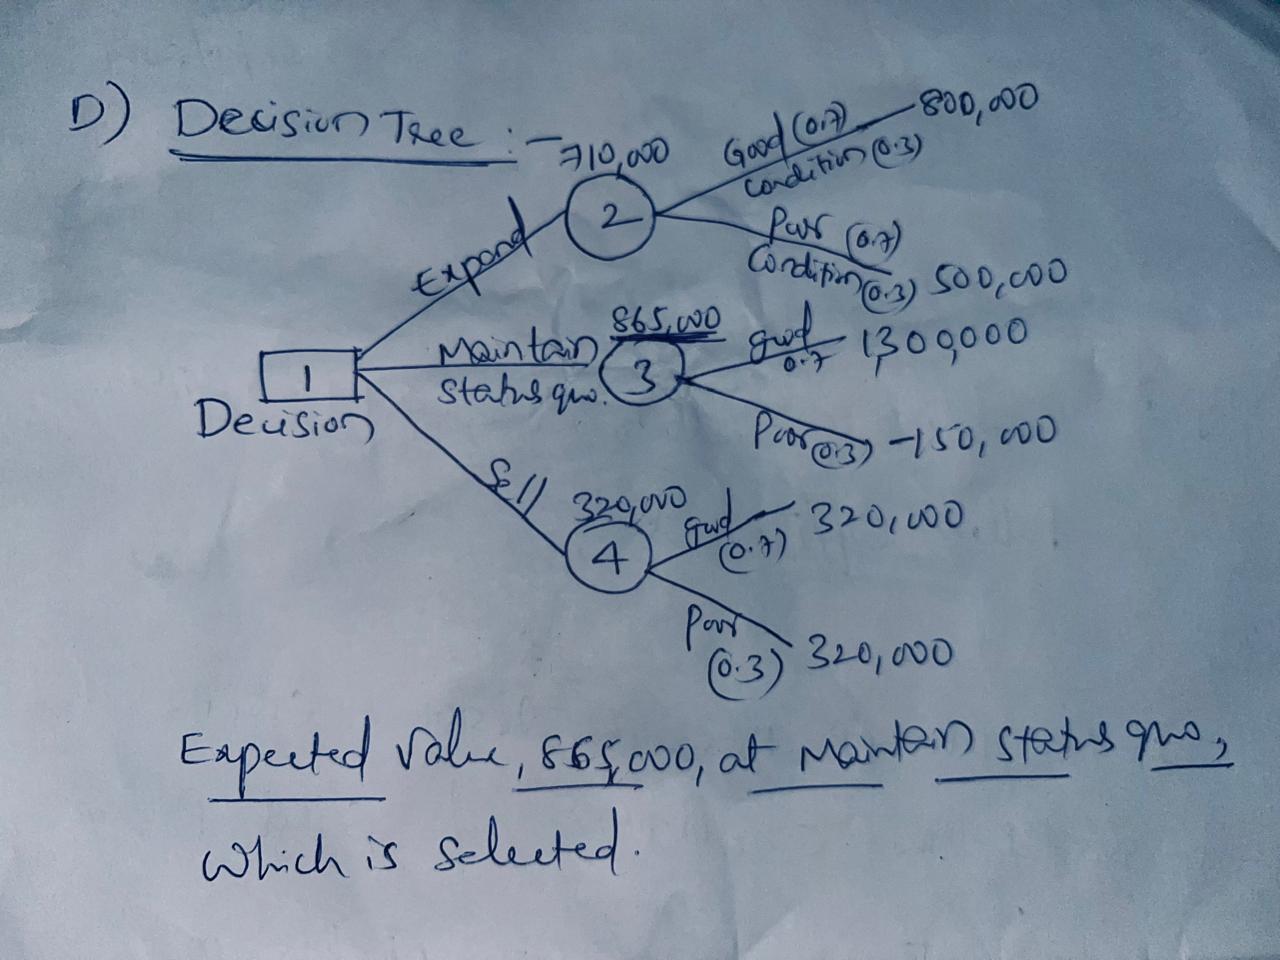 D) Decision Tree :-
710,000
Good (0.7)
800,000
Condition (0.3)
2
Expand
Poor (0.7)
Condition (0.3) 500,000
865,000
Maintain
good
0.7
1,300,000
1
3
status quo.
Decision
Poor (0.3) -150,000
Sell
320,000
good
(0.7)
320,000
4
Poor
(0.3)
320,000
Expected value, 865,000, at Maintain status quo,
which is selected.